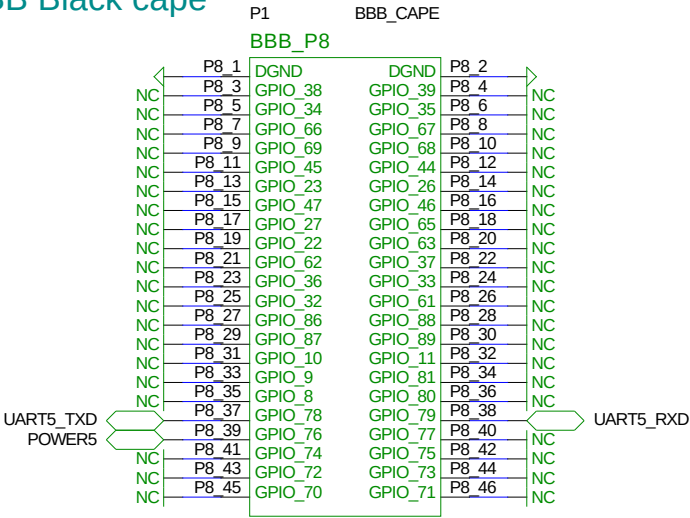 B Black cape
P1 BBB_CAPE
BBB_P8
P8_1 DGND DGND P8_2
NC P8_3 GPIO_38 GPIO_39 P8_4 NC
NC P8_5 GPIO_34 GPIO_35 P8_6 NC
NC P8_7 GPIO_66 GPIO_67 P8_8 NC
NC P8_9 GPIO_69 GPIO_68 P8_10 NC
NC P8_11 GPIO_45 GPIO_44 P8_12 NC
NC P8_13 GPIO_23 GPIO_26 P8_14 NC
NC P8_15 GPIO_47 GPIO_46 P8_16 NC
NC P8_17 GPIO_27 GPIO_65 P8_18 NC
NC P8_19 GPIO_22 GPIO_63 P8_20 NC
NC P8_21 GPIO_62 GPIO_37 P8_22 NC
NC P8_23 GPIO_36 GPIO_33 P8_24 NC
NC P8_25 GPIO_32 GPIO_61 P8_26 NC
NC P8_27 GPIO_86 GPIO_88 P8_28 NC
NC P8_29 GPIO_87 GPIO_89 P8_30 NC
NC P8_31 GPIO_10 GPIO_11 P8_32 NC
NC P8_33 GPIO_9 GPIO_81 P8_34 NC
NC P8_35 GPIO_8 GPIO_80 P8_36 NC
UART5_TXD P8_37 GPIO_78 GPIO_79 P8_38 UART5_RXD
POWER5 P8_39 GPIO_76 GPIO_77 P8_40 NC
NC P8_41 GPIO_74 GPIO_75 P8_42 NC
NC P8_43 GPIO_72 GPIO_73 P8_44 NC
NC P8_45 GPIO_70 GPIO_71 P8_46 NC